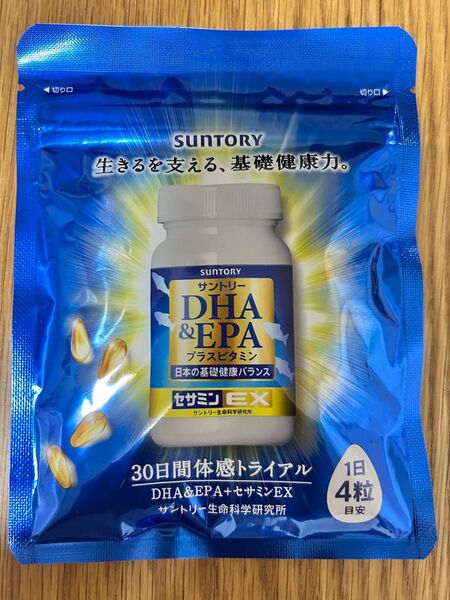 ◀切り口
切り口▶
SUNTORY
生きるを支える、基礎健康力。
SUNTORY
サントリー
DHA
&EPA
プラスビタミン
日本の基礎健康バランス
セサミンEX
サントリー生命科学研究所
30日間体感トライアル
DHA&EPA+セサミンEX
サントリー生命科学研究所
1日
4粒
目安